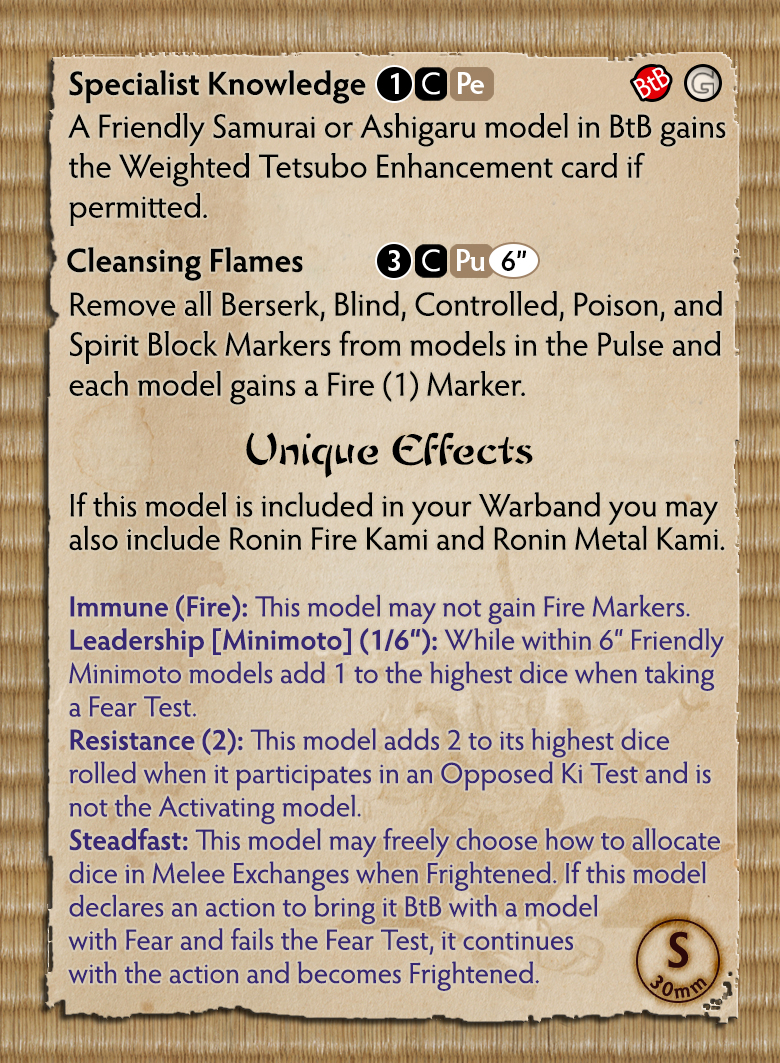 Specialist Knowledge 1 C Pe BtB G
A Friendly Samurai or Ashigaru model in BtB gains
the Weighted Tetsubo Enhancement card if
permitted.
Cleansing Flames 3 C Pu 6”
Remove all Berserk, Blind, Controlled, Poison, and
Spirit Block Markers from models in the Pulse and
each model gains a Fire (1) Marker.
Unique Effects
If this model is included in your Warband you may
also include Ronin Fire Kami and Ronin Metal Kami.
Immune (Fire): This model may not gain Fire Markers.
Leadership [Minimoto] (1/6"): While within 6” Friendly
Minimoto models add 1 to the highest dice when taking
a Fear Test.
Resistance (2): This model adds 2 to its highest dice
rolled when it participates in an Opposed Ki Test and is
not the Activating model.
Steadfast: This model may freely choose how to allocate
dice in Melee Exchanges when Frightened. If this model
declares an action to bring it BtB with a model
with Fear and fails the Fear Test, it continues
with the action and becomes Frightened.
S
30mm